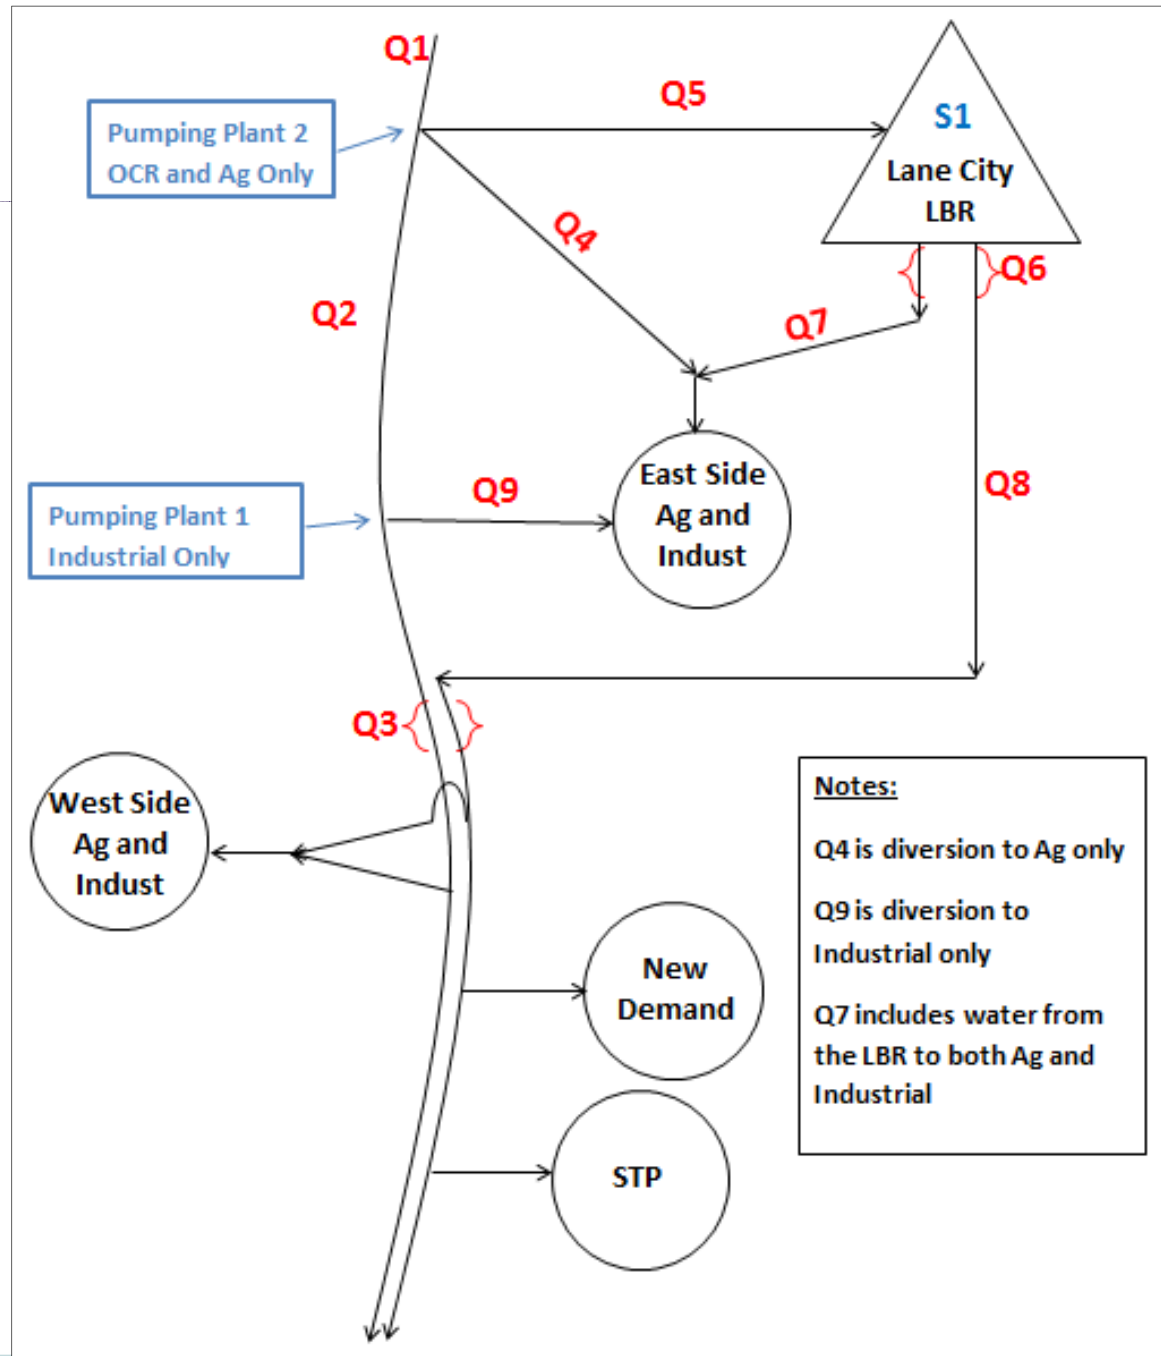 Q1
Q5
S1
Lane City
LBR
Pumping Plant 2
OCR and Ag Only
Q4
Q6
Q2
Q7
East Side
Ag and
Indust
Q9
Q8
Pumping Plant 1
Industrial Only
Q3
West Side
Ag and
Indust
Notes:
Q4 is diversion to Ag only
Q9 is diversion to
Industrial only
Q7 includes water from
the LBR to both Ag and
Industrial
New
Demand
STP